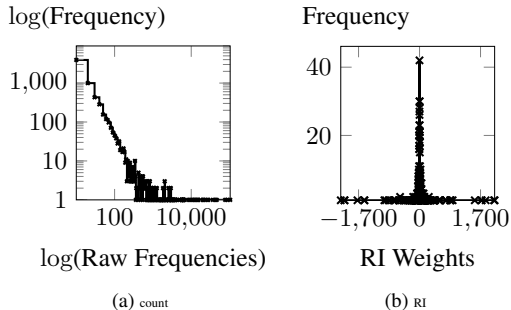 log(Frequency)
1,000
100
10
1
100
10,000
log(Raw Frequencies)
(a) count
Frequency
40
20
−1,700
0
1,700
RI Weights
(b) RI